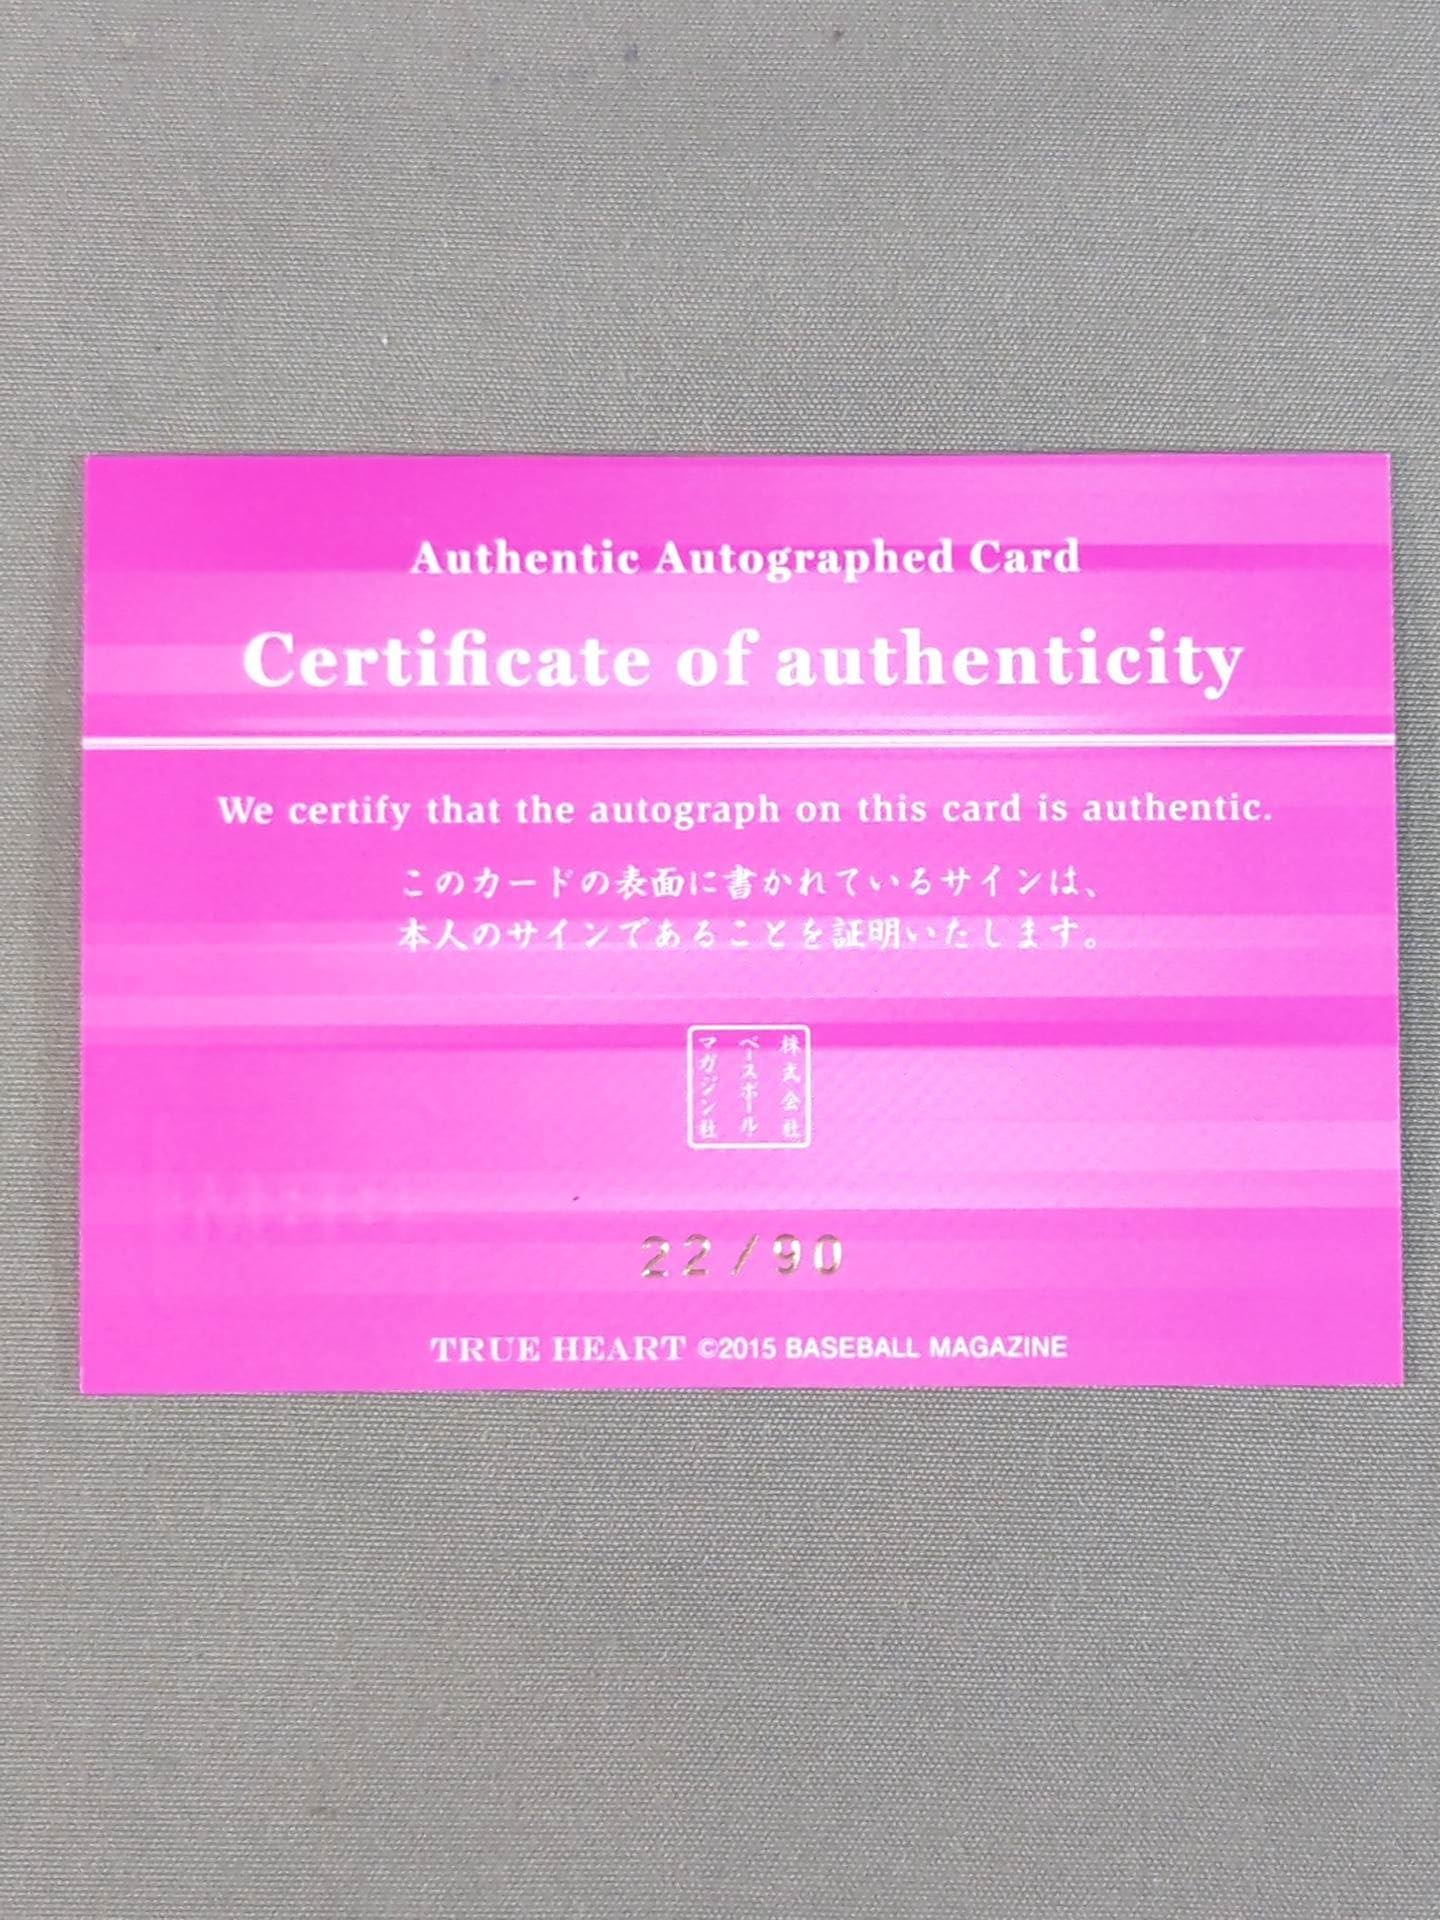 Authentic Autographed Card
Certificate of authenticity
We certify that the autograph on this card is authentic.
このカードの表面に書かれているサインは、
本人のサインであることを証明いたします。
株式会社
ベースボール
マガジン社
22/90
TRUE HEART ©2015 BASEBALL MAGAZINE